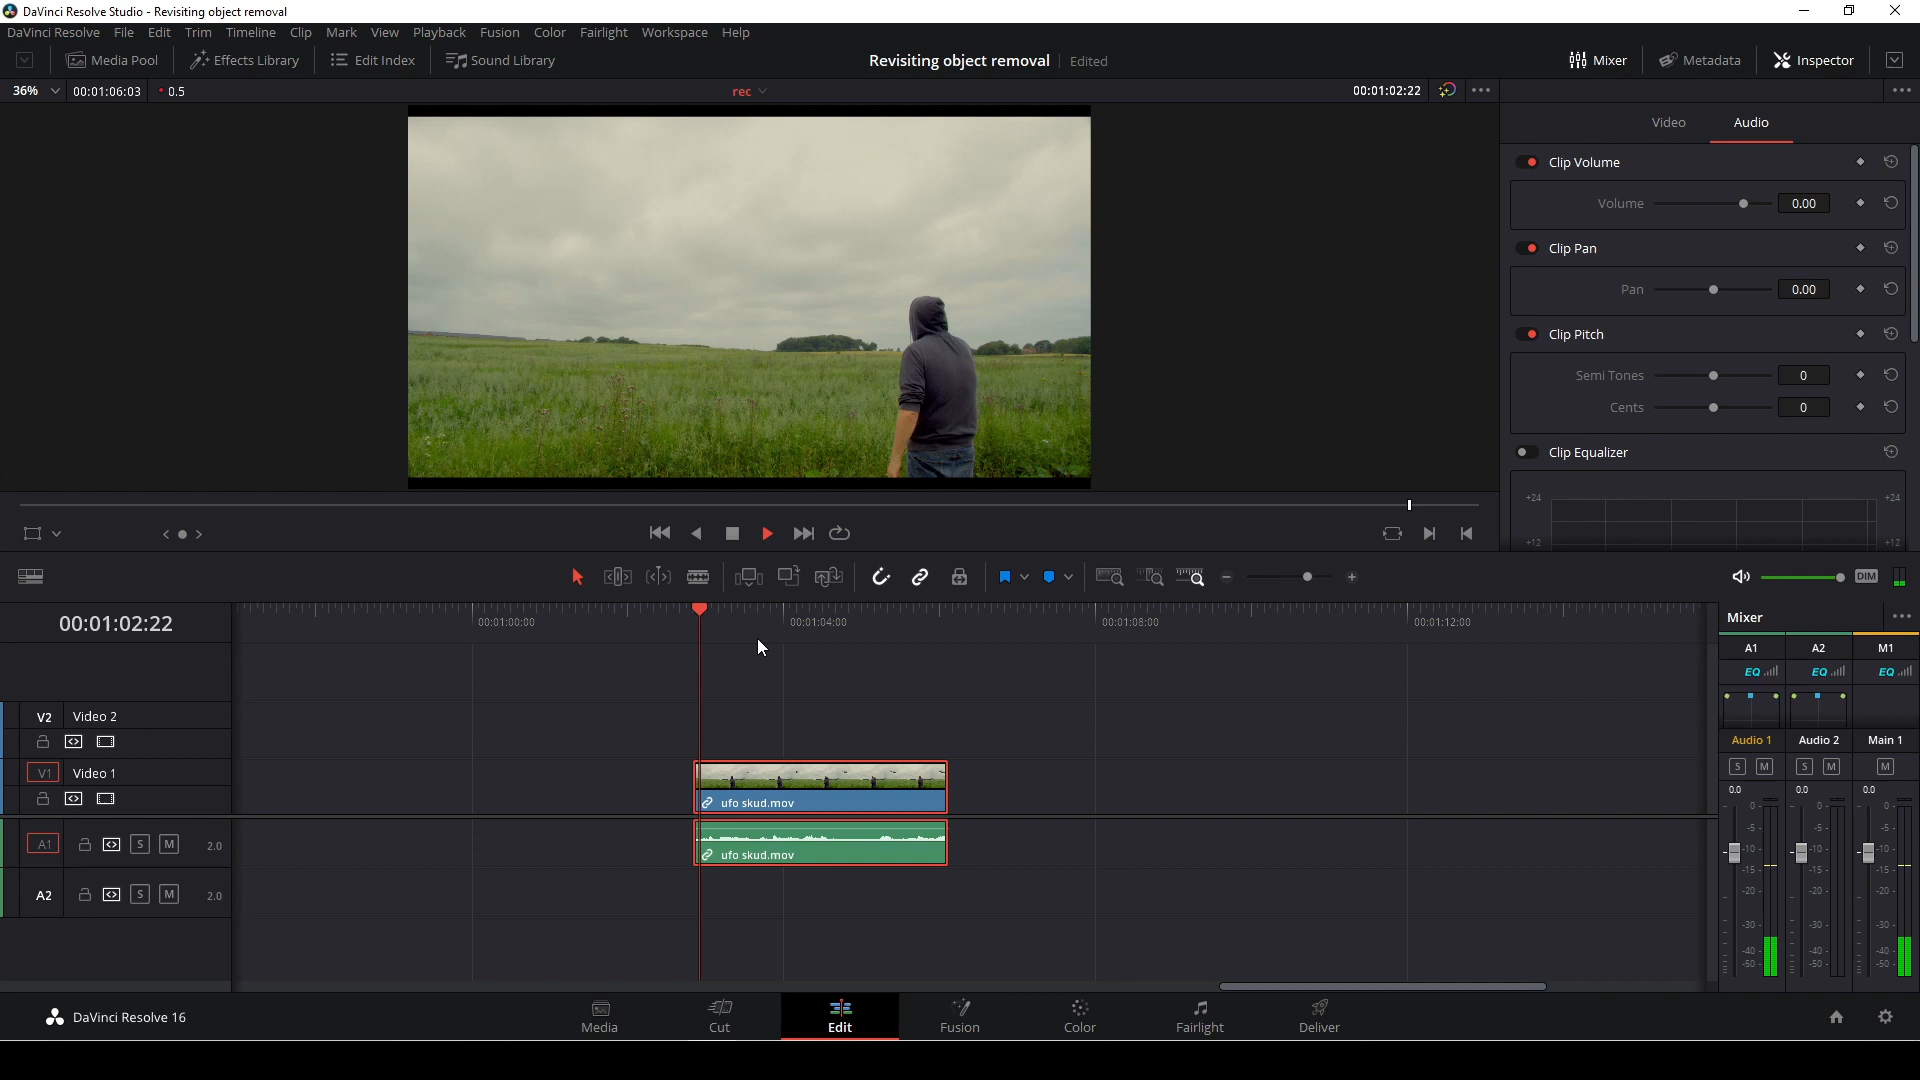 DaVinci Resolve Studio - Revisiting object removal
DaVinci Resolve File Edit Trim Timeline Clip Mark View Playback Fusion Color Fairlight Workspace Help
Media Pool Effects Library Edit Index Sound Library Revisiting object removal Edited Mixer Metadata Inspector
36% 00:01:06:03 0.5 rec 00:01:02:22
Video Audio
Clip Volume
Volume 0.00
Clip Pan
Pan 0.00
Clip Pitch
Semi Tones 0
Cents 0
Clip Equalizer
+24 +24
+12 +12
DIM
00:01:02:22 00:01:00:00 00:01:04:00 00:01:08:00 00:01:12:00
Mixer
A1 A2 M1
EQ EQ EQ
V2 Video 2
Audio 1 Audio 2 Main 1
S M S M M
V1 Video 1
0.0 0.0 0.0
ufo skud.mov
A1 S M 2.0
ufo skud.mov
A2 S M 2.0
0 0 0
-5 -5 -5
-10 -10 -10
-15 -15 -15
-20 -20 -20
-30 -30 -30
-40 -40 -40
-50 -50 -50
DaVinci Resolve 16
Media Cut Edit Fusion Color Fairlight Deliver